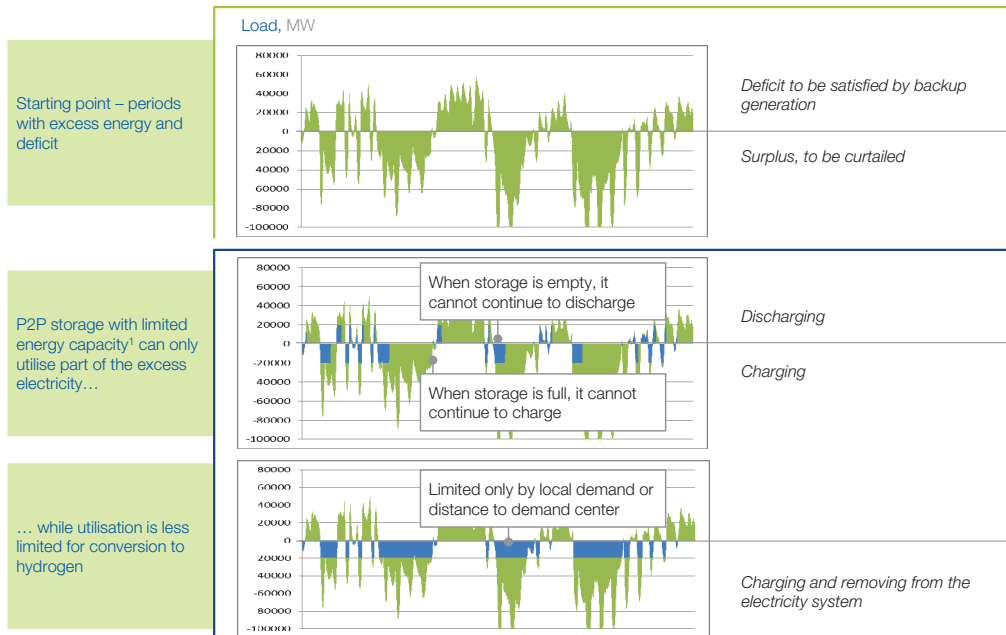 Load, MW
Starting point – periods
with excess energy and
deficit
80000
60000
40000
20000
0
20000
40000
60000
-80000
-100000
Deficit to be satisfied by backup
generation
Surplus, to be curtailed
P2P storage with limited
energy capacity¹ can only
utilise part of the excess
electricity…
80000
60000
40000
20000
0
-20000
-40000
-60000
-80000
-100000
When storage is empty, it
cannot continue to discharge
When storage is full, it cannot
continue to charge
Discharging
Charging
… while utilisation is less
limited for conversion to
hydrogen
80000
60000
40000
20000
0
-20000
-40000
-60000
-80000
-100000
Limited only by local demand or
distance to demand center
Charging and removing from the
electricity system